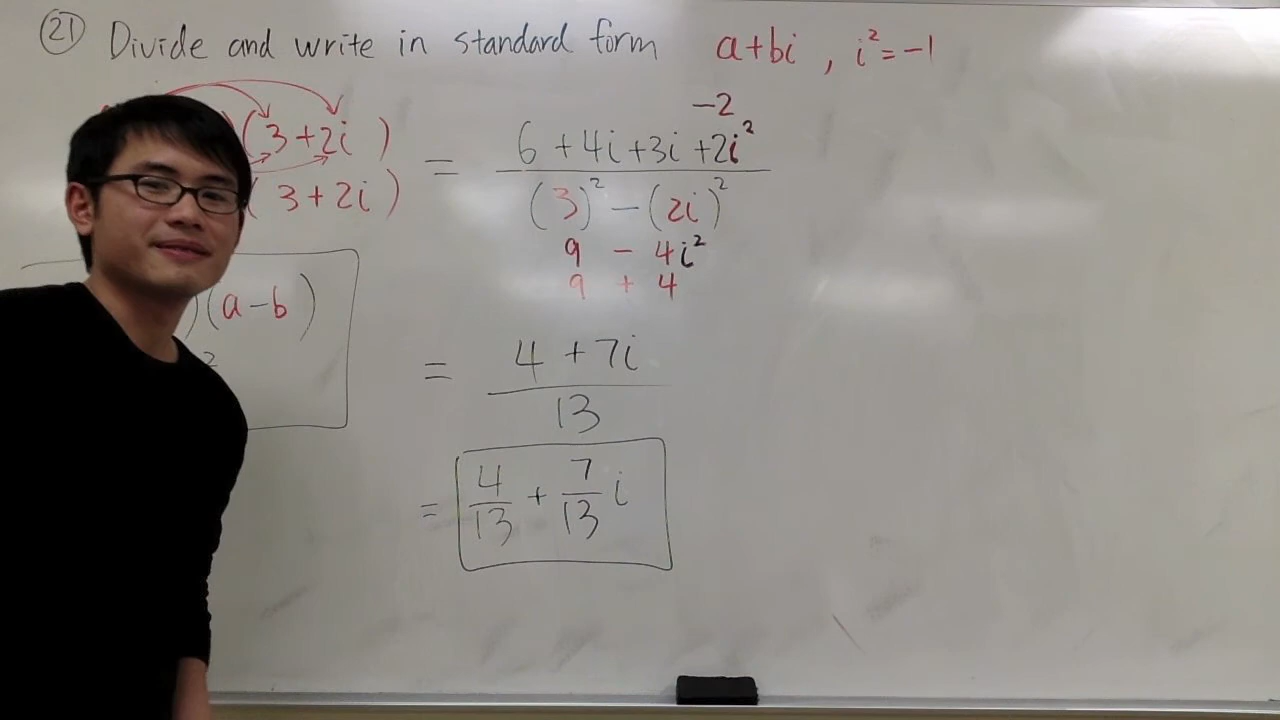 21 Divide and write in standard form a+bi , i²=-1
-2
)(3+2i) = 6+4i+3i+2i²
(3+2i) (3)²-(2i)²
9 - 4i²
9 + 4
)(a-b)
2
= 4+7i
13
= 4/13 + 7/13 i